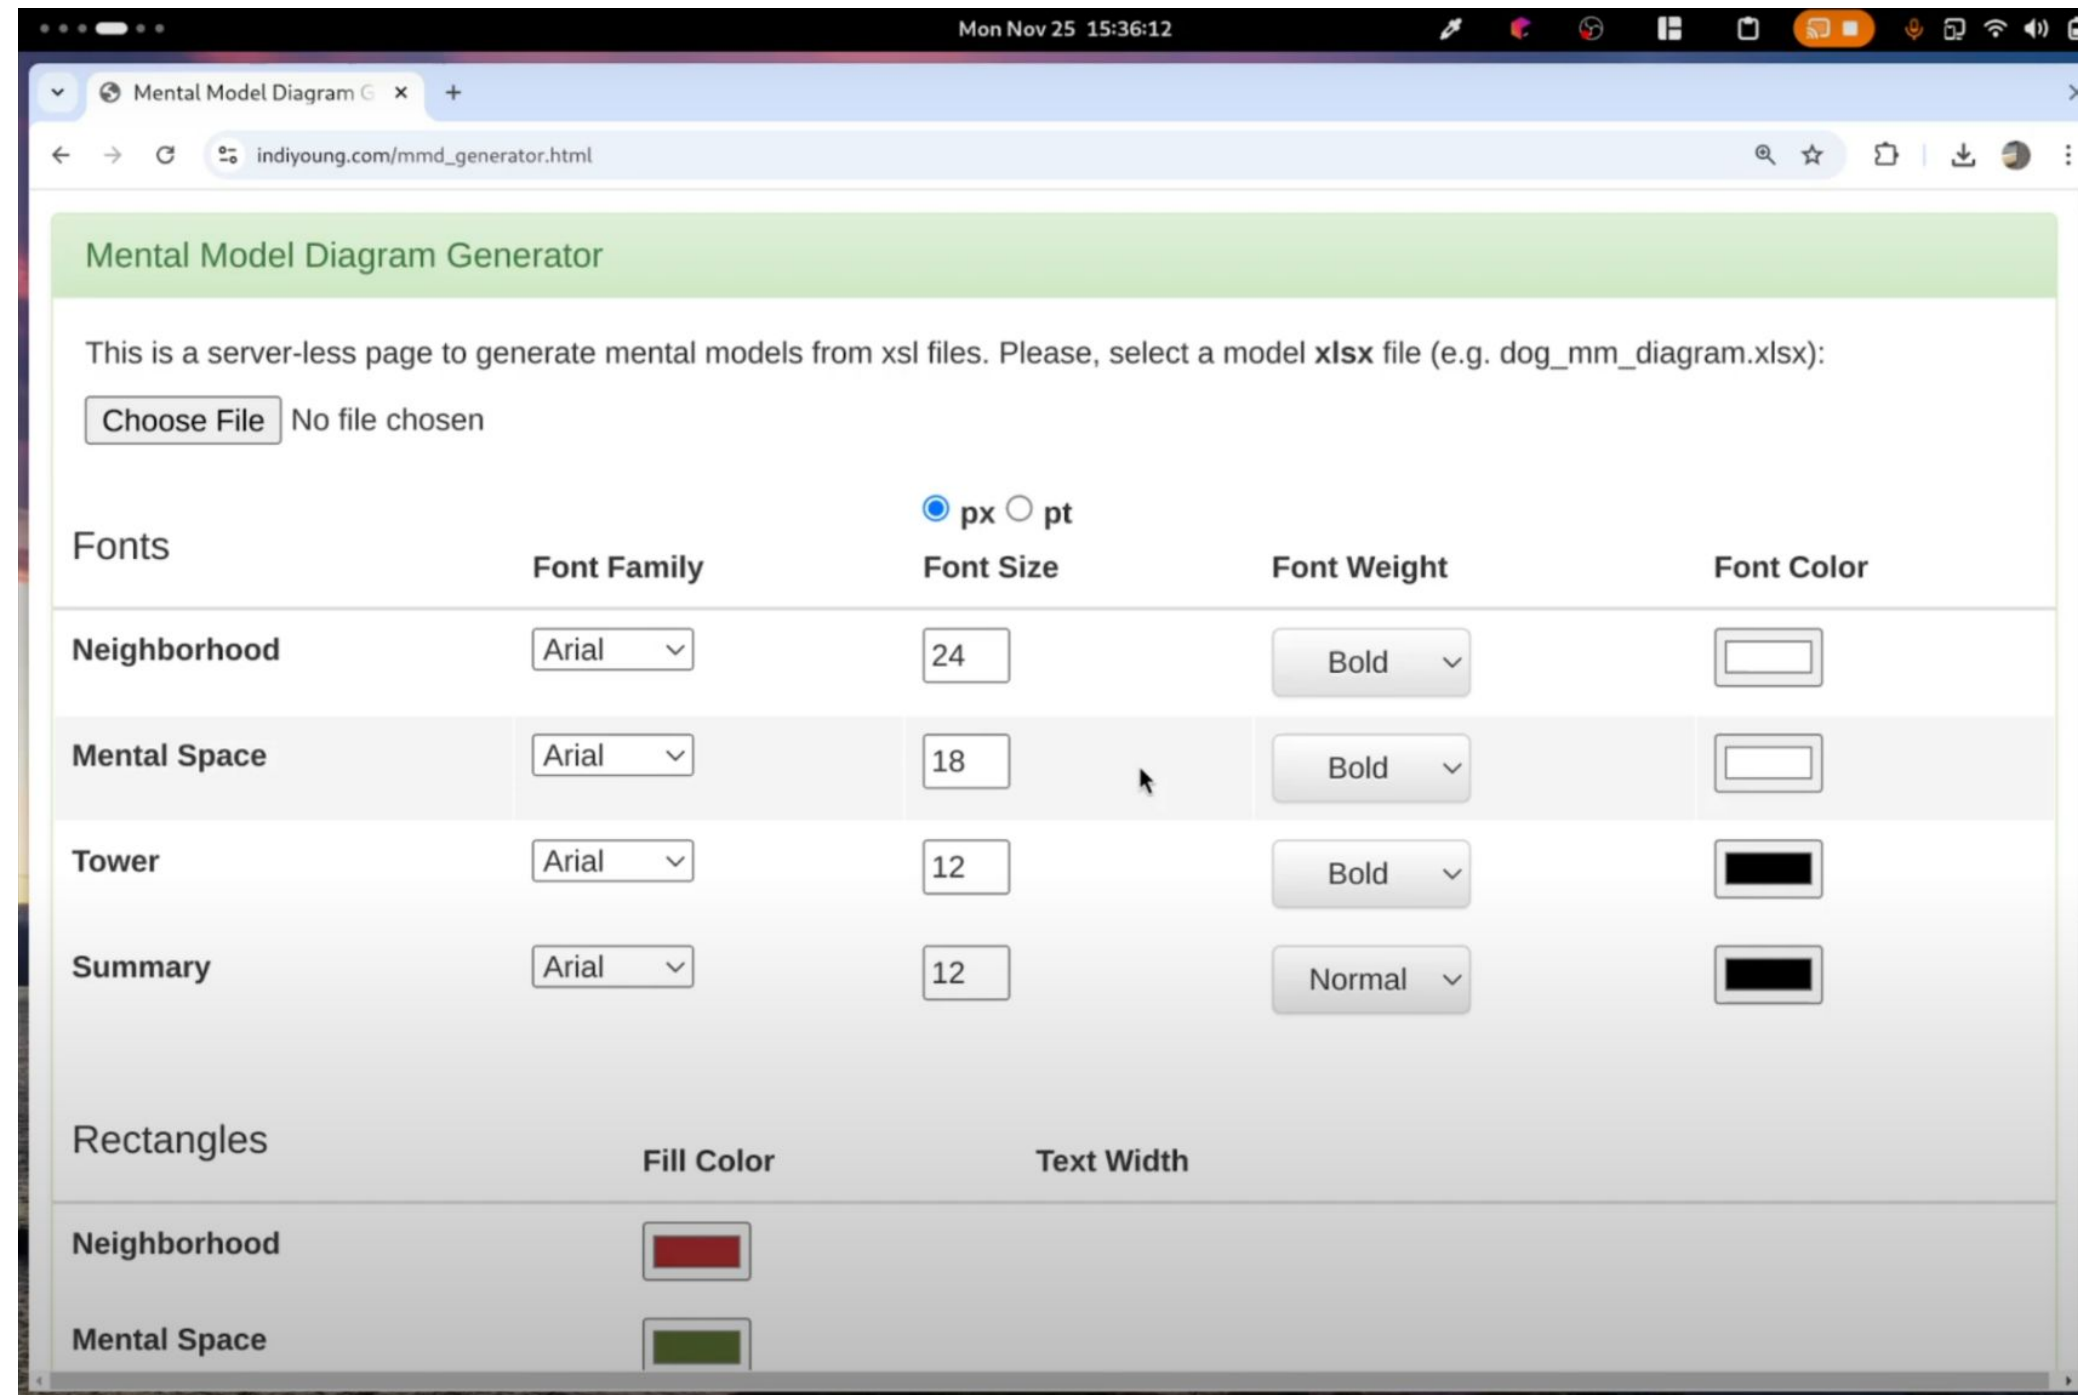 Mon Nov 25 15:36:12
Mental Model Diagram G
indiyoung.com/mmd_generator.html
Mental Model Diagram Generator
This is a server-less page to generate mental models from xsl files. Please, select a model xlsx file (e.g. dog_mm_diagram.xlsx):
Choose File No file chosen
px pt
Fonts Font Family Font Size Font Weight Font Color
Neighborhood Arial 24 Bold
Mental Space Arial 18 Bold
Tower Arial 12 Bold
Summary Arial 12 Normal
Rectangles Fill Color Text Width
Neighborhood
Mental Space